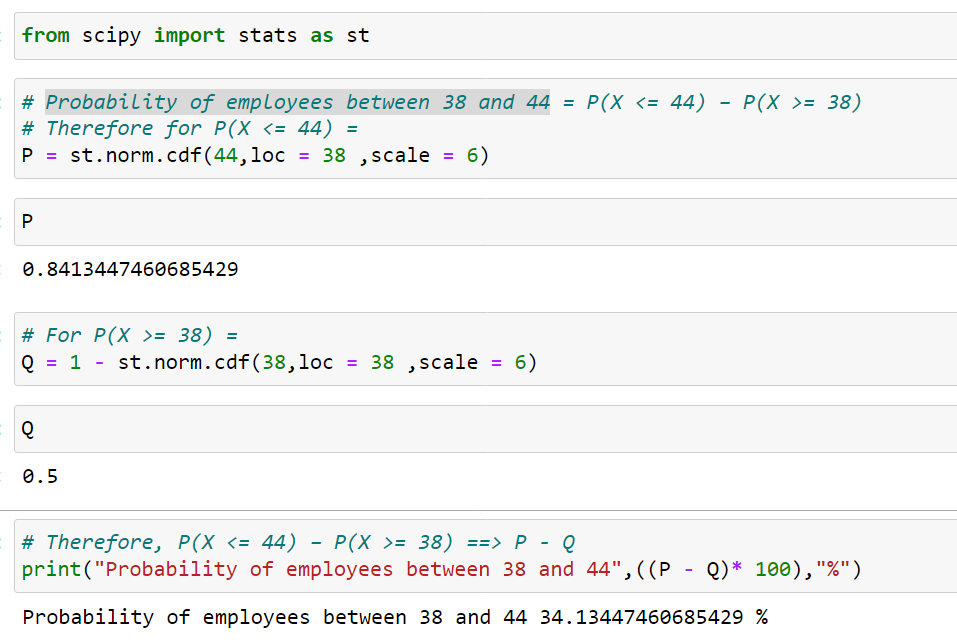 from scipy import stats as st
# Probability of employees between 38 and 44 = P(X <= 44) – P(X >= 38)
# Therefore for P(X <= 44) =
P = st.norm.cdf(44,loc = 38 ,scale = 6)
P
0.8413447460685429
# For P(X >= 38) =
Q = 1 - st.norm.cdf(38,loc = 38 ,scale = 6)
Q
0.5
# Therefore, P(X <= 44) – P(X >= 38) ==> P - Q
print("Probability of employees between 38 and 44",((P - Q)* 100),"%")
Probability of employees between 38 and 44 34.13447460685429 %